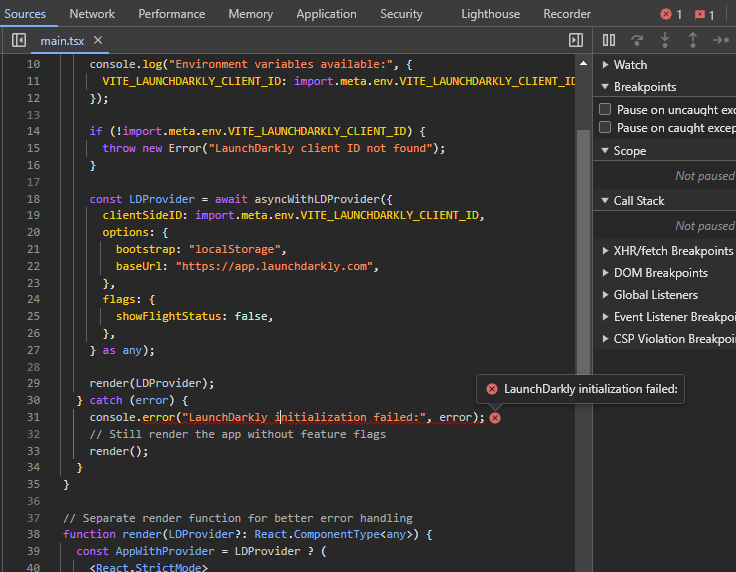 Sources Network Performance Memory Application Security Lighthouse Recorder 1 1
main.tsx
10 console.log("Environment variables available:", {
11 VITE_LAUNCHDARKLY_CLIENT_ID: import.meta.env.VITE_LAUNCHDARKLY_CLIENT_ID
12 });
13
14 if (!import.meta.env.VITE_LAUNCHDARKLY_CLIENT_ID) {
15 throw new Error("LaunchDarkly client ID not found");
16 }
17
18 const LDProvider = await asyncWithLDProvider({
19 clientSideID: import.meta.env.VITE_LAUNCHDARKLY_CLIENT_ID,
20 options: {
21 bootstrap: "localStorage",
22 baseUrl: "https://app.launchdarkly.com",
23 },
24 flags: {
25 showFlightStatus: false,
26 },
27 } as any);
28
29 render(LDProvider);
30 } catch (error) {
31 console.error("LaunchDarkly initialization failed:", error);
32 // Still render the app without feature flags
33 render();
34 }
35 }
36
37 // Separate render function for better error handling
38 function render(LDProvider?: React.ComponentType<any>) {
39 const AppWithProvider = LDProvider ? (
40 <React.StrictMode>
LaunchDarkly initialization failed:
Watch
Breakpoints
Pause on uncaught exc
Pause on caught excep
Scope
Not paused
Call Stack
Not paused
XHR/fetch Breakpoints
DOM Breakpoints
Global Listeners
Event Listener Breakpoi
CSP Violation Breakpoin